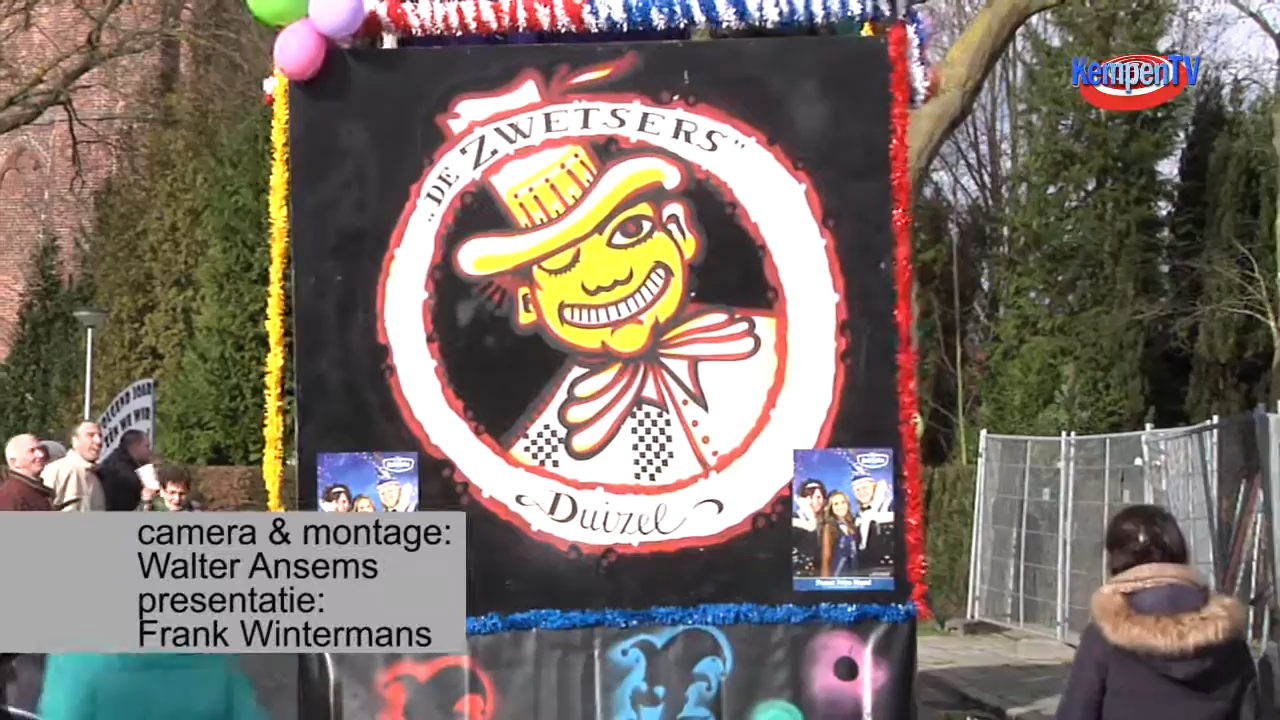 KempenTV
„DE ZWETSERS"
Duizel
camera & montage:
Walter Ansems
presentatie:
Frank Wintermans